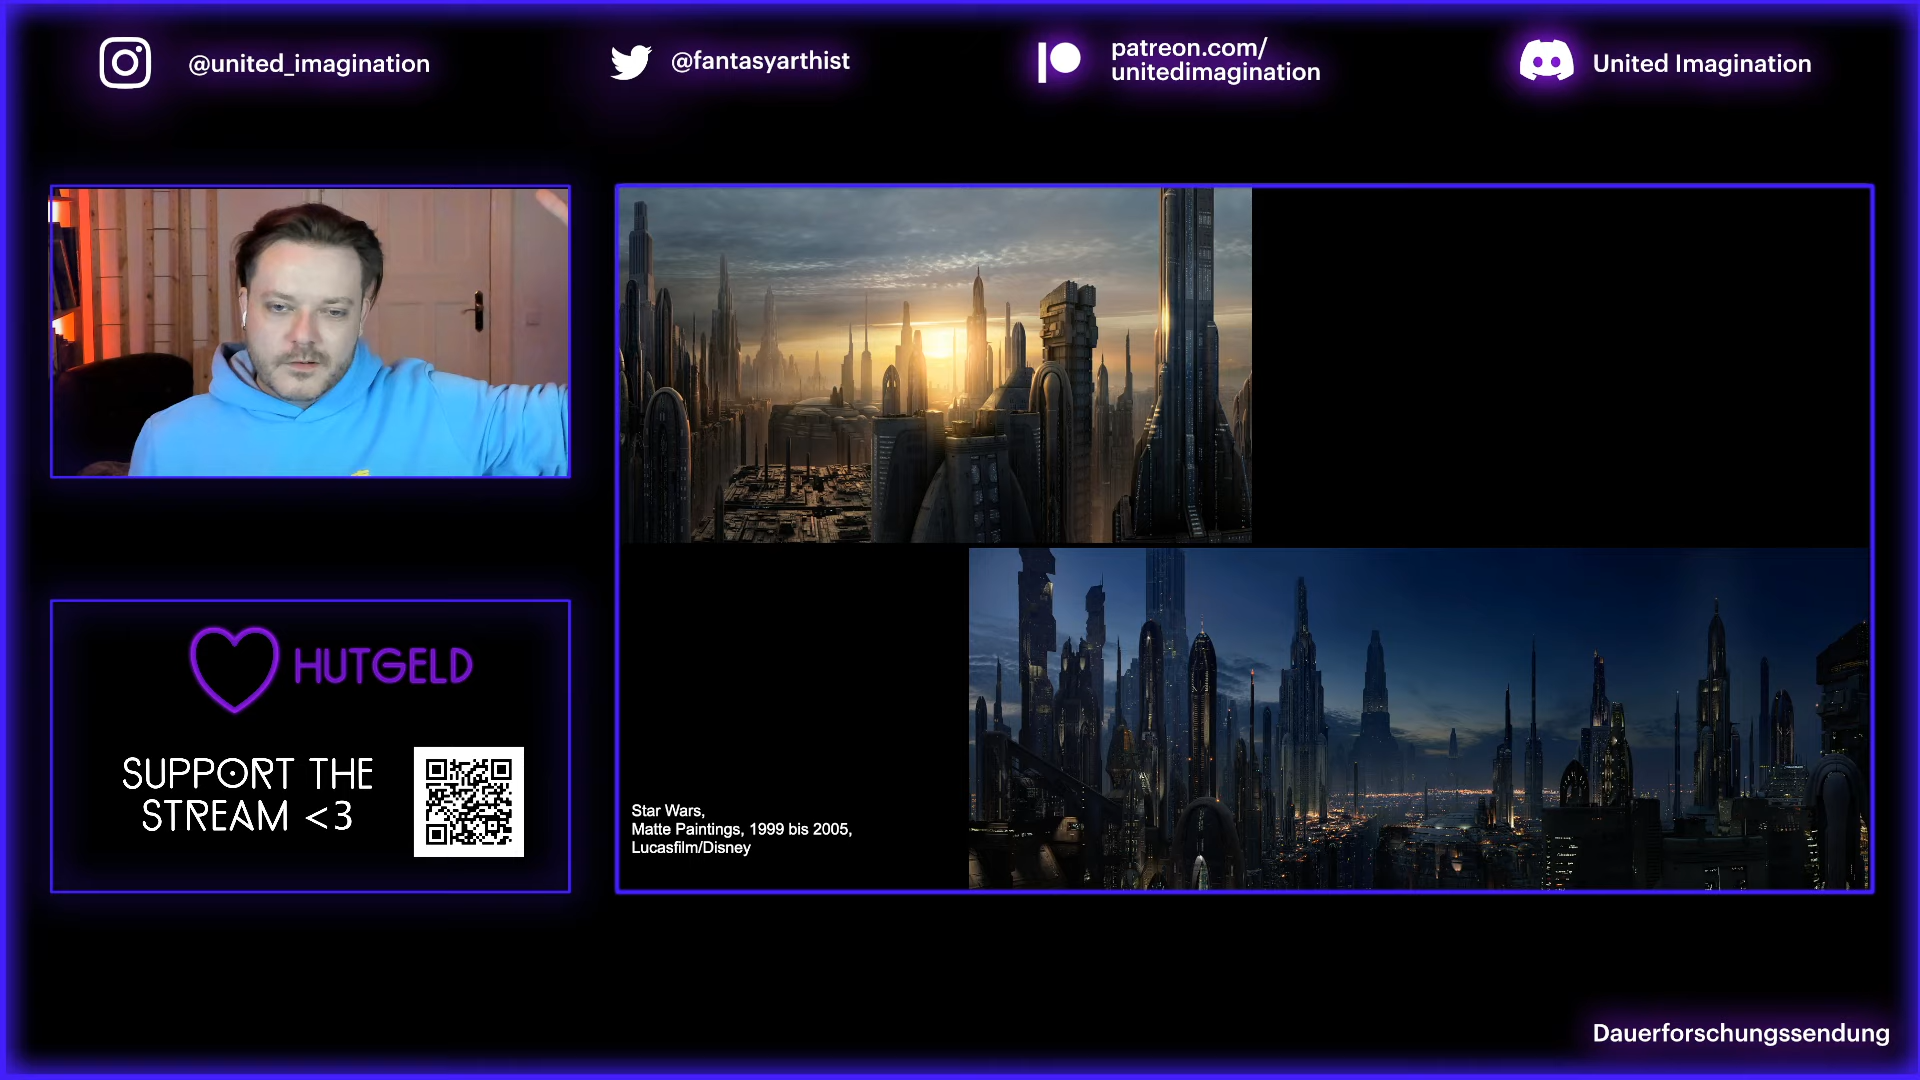 @united_imagination
@fantasyarthist
patreon.com/
unitedimagination
United Imagination
HUTGELD
SUPPORT THE
STREAM <3
Star Wars,
Matte Paintings, 1999 bis 2005,
Lucasfilm/Disney
Dauerforschungssendung